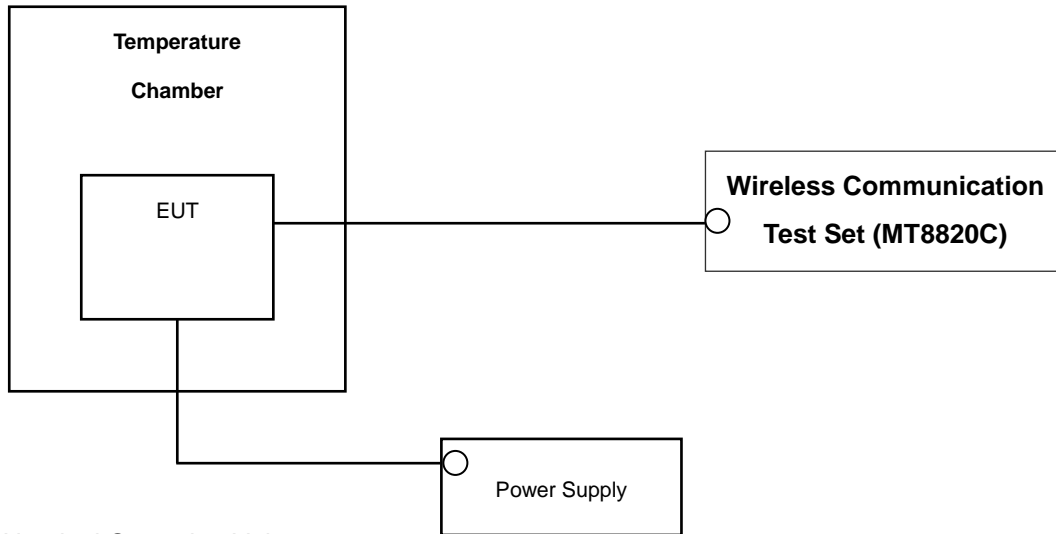 Temperature
Chamber
EUT
Wireless Communication
Test Set (MT8820C)
Power Supply